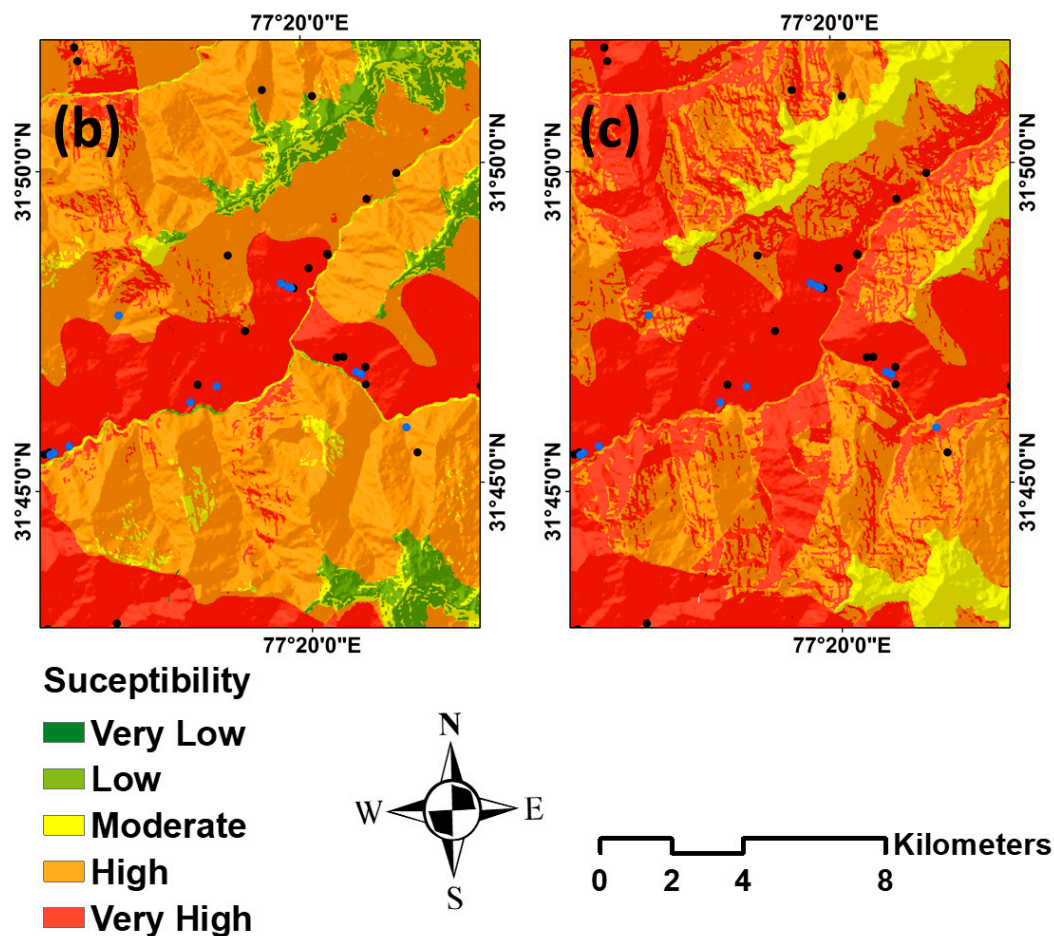 77°20'0"E 77°20'0"E
(b) (c)
31°50'0"N 31°50'0"N 31°50'0"N 31°50'0"N
31°45'0"N 31°45'0"N 31°45'0"N 31°45'0"N
77°20'0"E 77°20'0"E
Suceptibility
Very Low
Low
Moderate
High
Very High
N
W E
S
Kilometers
0 2 4 8